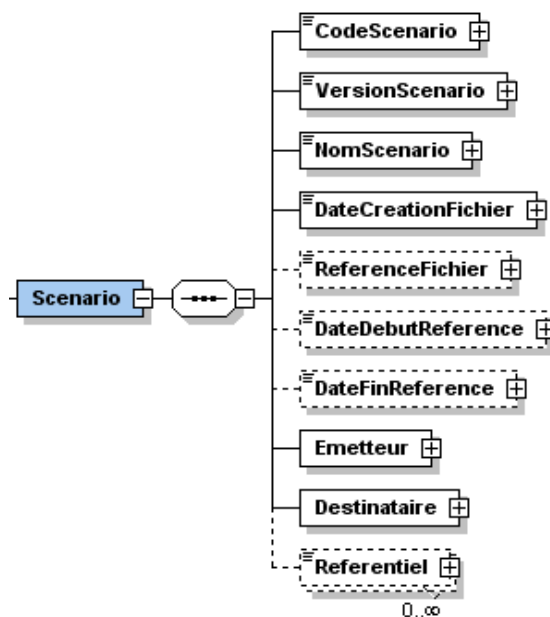 CodeScenario
VersionScenario
NomScenario
DateCreationFichier
ReferenceFichier
Scenario
DateDebutReference
DateFinReference
Emetteur
Destinataire
Referentiel
0..∞